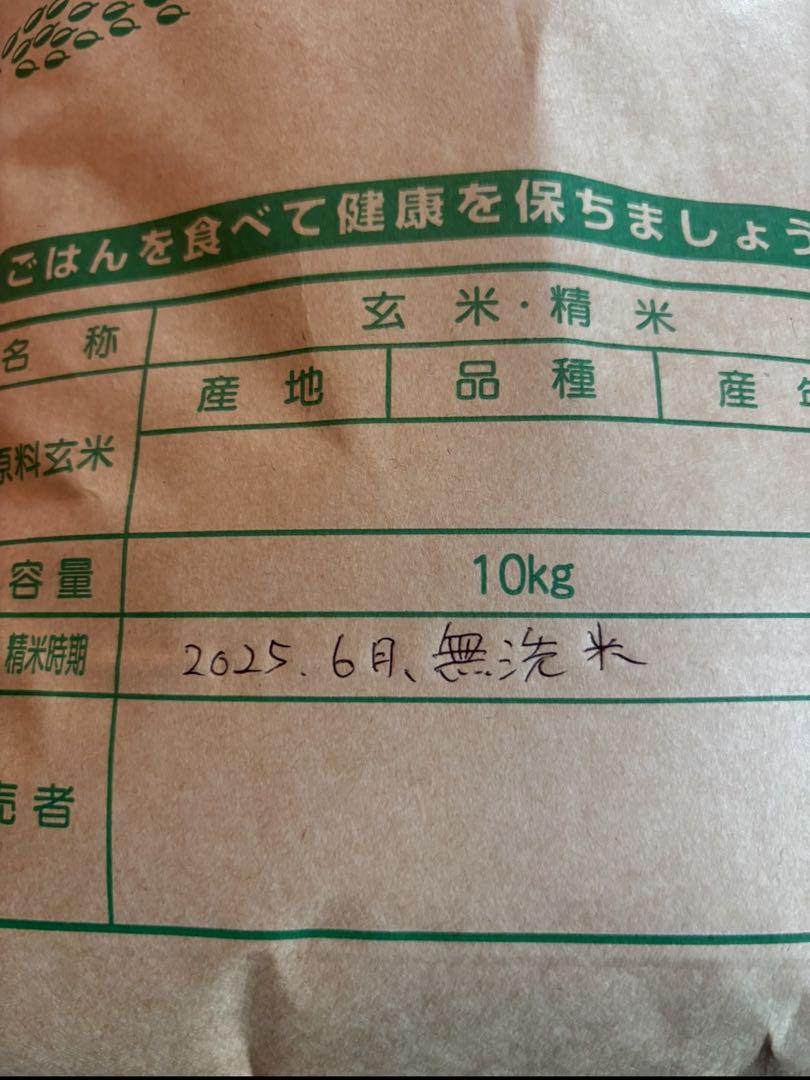 ごはんを食べて健康を保ちましょう
名 称 玄 米・精 米
産 地 品 種 産
原料玄米
容量 10kg
精米時期 2025.6月、無洗米
者